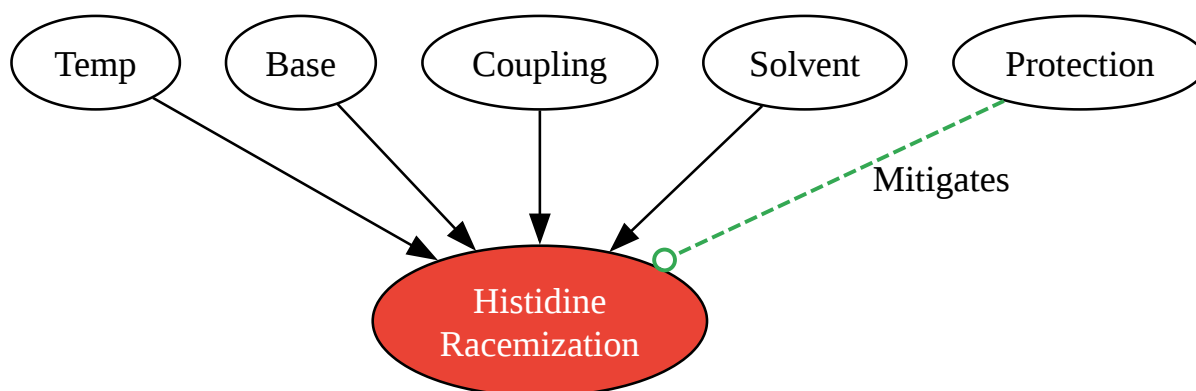 Temp
Base
Coupling
Solvent
Protection
Mitigates
Histidine
Racemization